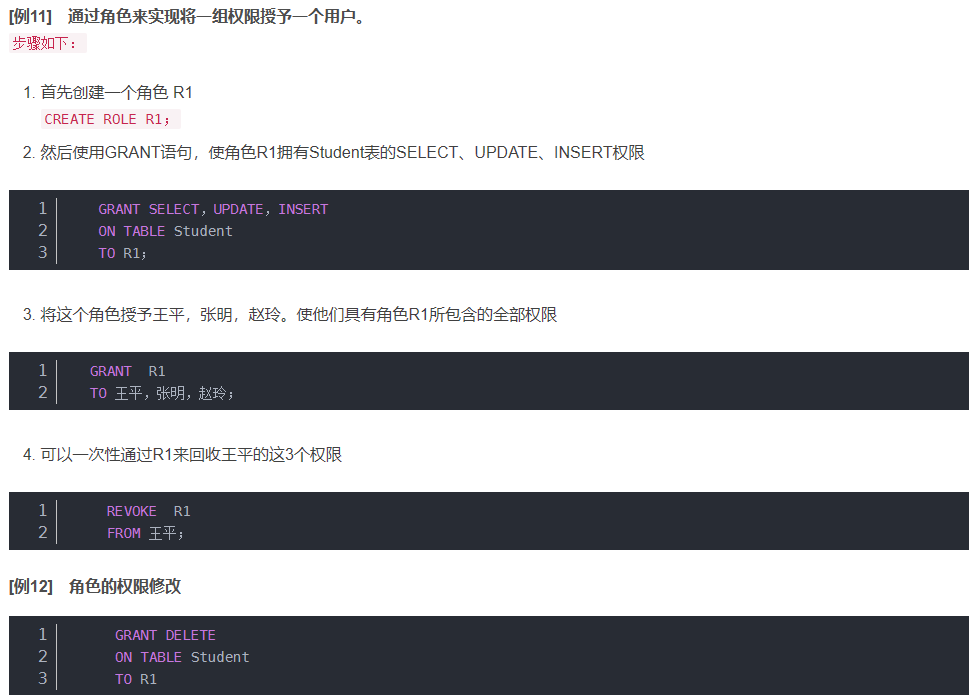 [例11]　通过角色来实现将一组权限授予一个用户。
步骤如下：
1. 首先创建一个角色 R1
CREATE ROLE R1；
2. 然后使用GRANT语句，使角色R1拥有Student表的SELECT、UPDATE、INSERT权限
1 GRANT SELECT，UPDATE，INSERT
2 ON TABLE Student
3 TO R1；
3. 将这个角色授予王平，张明，赵玲。使他们具有角色R1所包含的全部权限
1 GRANT  R1
2 TO 王平，张明，赵玲；
4. 可以一次性通过R1来回收王平的这3个权限
1 REVOKE  R1
2 FROM 王平；
[例12]　角色的权限修改
1 GRANT DELETE
2 ON TABLE Student
3 TO R1